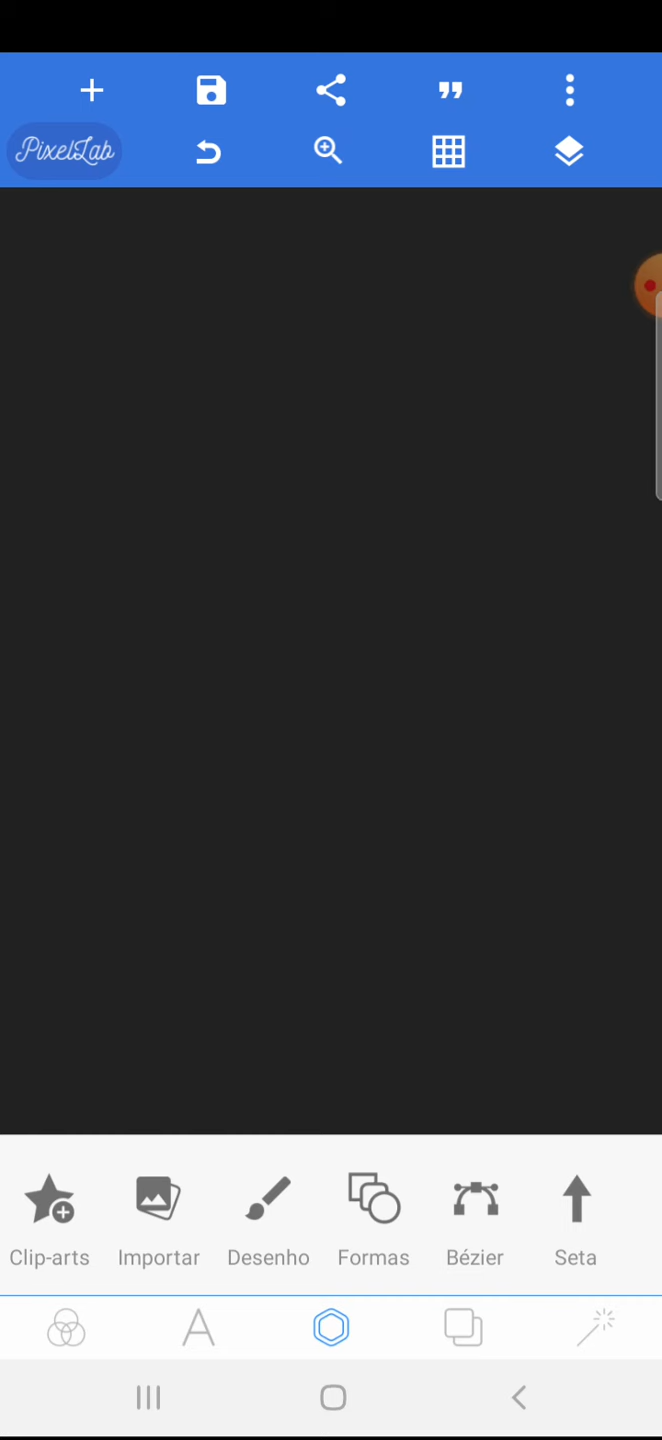 PixelLab
Clip-arts
Importar
Desenho
Formas
Bézier
Seta